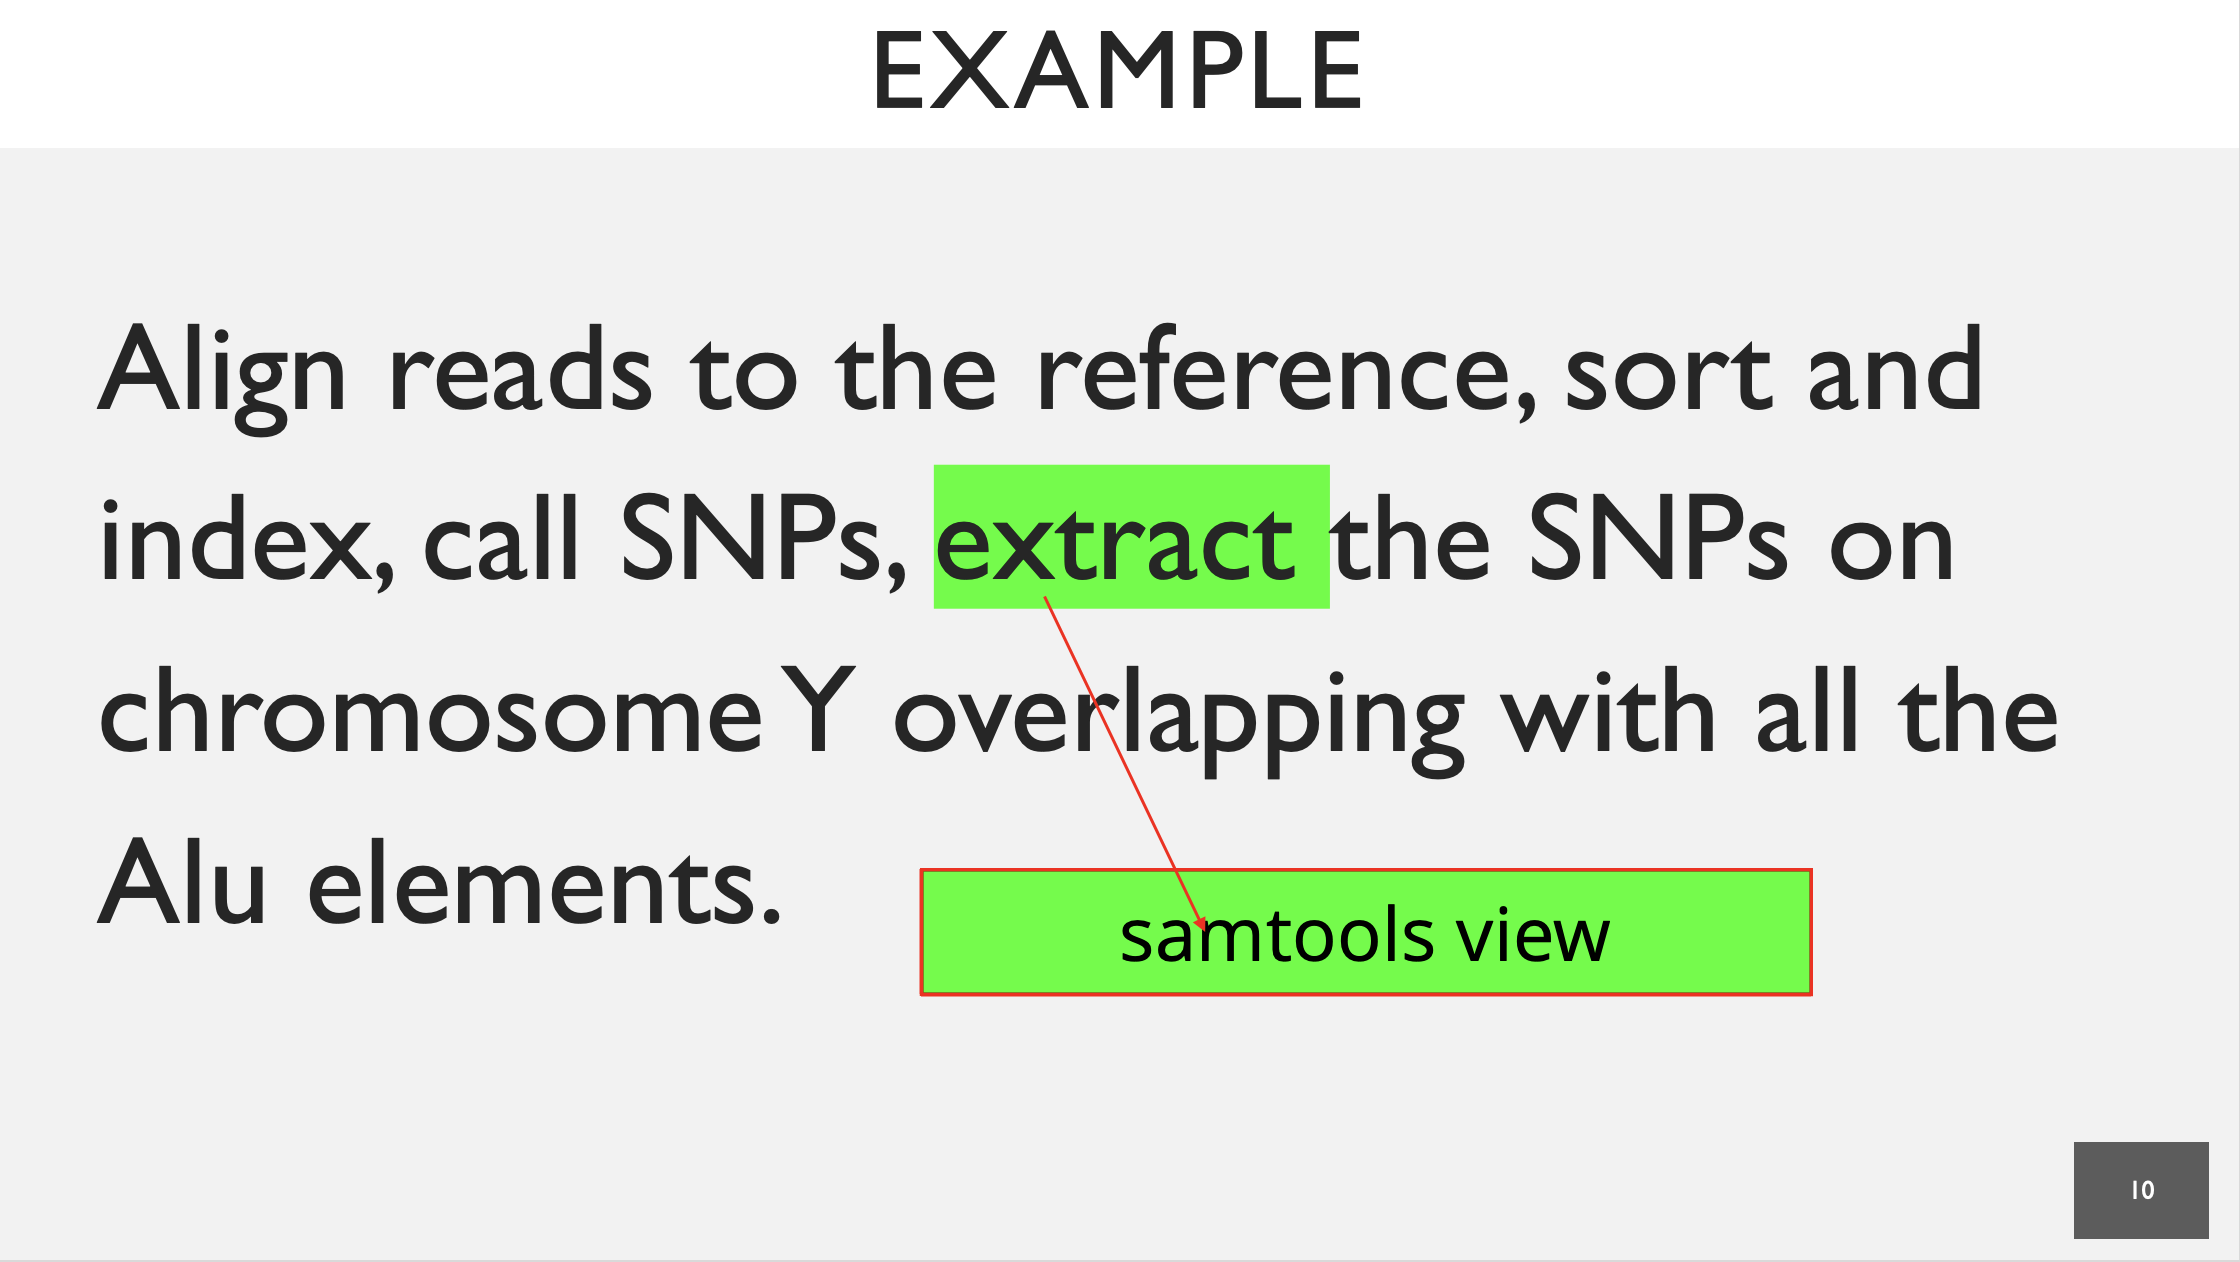 EXAMPLE
Align reads to the reference, sort and
index, call SNPs, extract the SNPs on
chromosome Y overlapping with all the
Alu elements.
samtools view
10